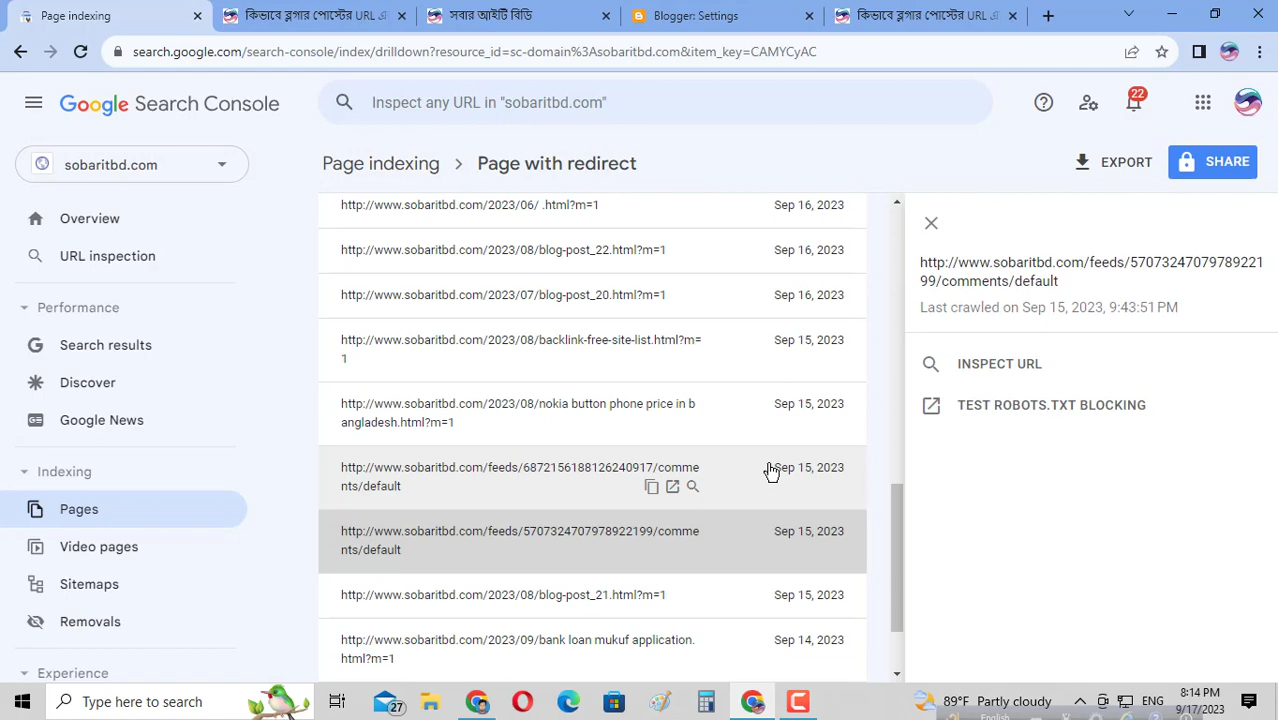 Page indexing
কিভাবে ব্লগার পোস্টের URL এ
সবার আইটি বিডি
Blogger: Settings
কিভাবে ব্লগার পোস্টের URL এ
search.google.com/search-console/index/drilldown?resource_id=sc-domain%3Asobaritbd.com&item_key=CAMYCyAC
Google Search Console
Inspect any URL in "sobaritbd.com"
22
sobaritbd.com
Page indexing
Page with redirect
EXPORT
SHARE
Overview
URL inspection
Performance
Search results
Discover
Google News
Indexing
Pages
Video pages
Sitemaps
Removals
Experience
http://www.sobaritbd.com/2023/06/ .html?m=1
Sep 16, 2023
http://www.sobaritbd.com/2023/08/blog-post_22.html?m=1
Sep 16, 2023
http://www.sobaritbd.com/2023/07/blog-post_20.html?m=1
Sep 16, 2023
http://www.sobaritbd.com/2023/08/backlink-free-site-list.html?m=
1
Sep 15, 2023
http://www.sobaritbd.com/2023/08/nokia button phone price in b
angladesh.html?m=1
Sep 15, 2023
http://www.sobaritbd.com/feeds/6872156188126240917/comme
nts/default
Sep 15, 2023
http://www.sobaritbd.com/feeds/5707324707978922199/comme
nts/default
Sep 15, 2023
http://www.sobaritbd.com/2023/08/blog-post_21.html?m=1
Sep 15, 2023
http://www.sobaritbd.com/2023/09/bank loan mukuf application.
html?m=1
Sep 14, 2023
http://www.sobaritbd.com/feeds/570732470797892221
99/comments/default
Last crawled on Sep 15, 2023, 9:43:51 PM
INSPECT URL
TEST ROBOTS.TXT BLOCKING
Type here to search
27
89°F Partly cloudy
ENG
8:14 PM
9/17/2023
English